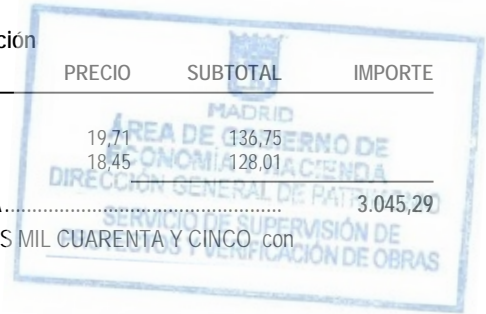 ción
PRECIO SUBTOTAL IMPORTE
MADRID
19,71 136,75
ÁREA DE GOBIERNO DE
18,45 128,01
ECONOMÍA Y HACIENDA
DIRECCIÓN GENERAL DE PATRIMONIO
A.................................................................. 3.045,29
SERVICIO DE SUPERVISIÓN DE
S MIL CUARENTA Y CINCO con
PROYECTOS Y VERIFICACIÓN DE OBRAS